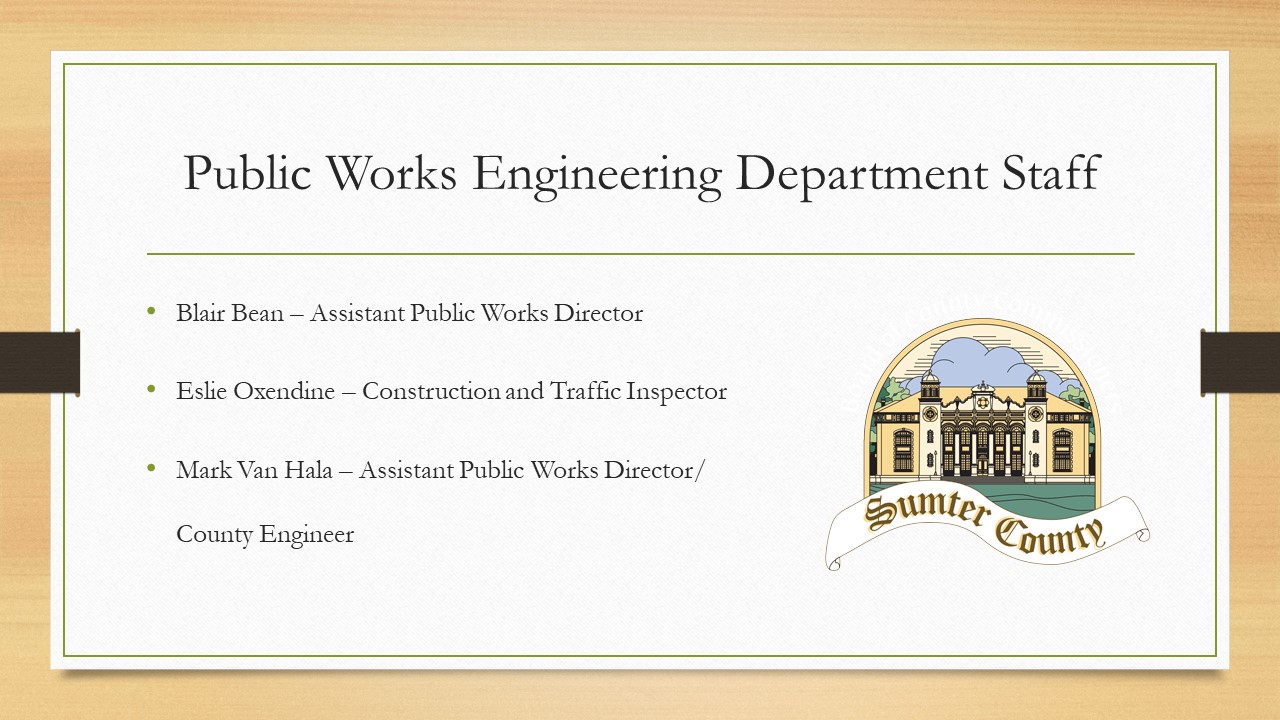 Public Works Engineering Department Staff
• Blair Bean – Assistant Public Works Director
• Eslie Oxendine – Construction and Traffic Inspector
• Mark Van Hala – Assistant Public Works Director/
County Engineer
Board of County Commissioners
Sumter County